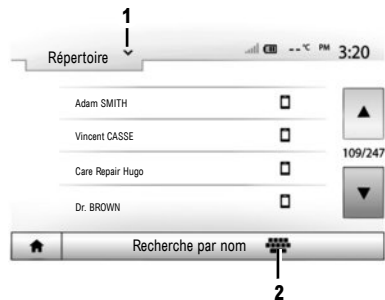 1
Répertoire
--°C PM 3:20
Adam SMITH
Vincent CASSE
109/247
Care Repair Hugo
Dr. BROWN
Recherche par nom
2